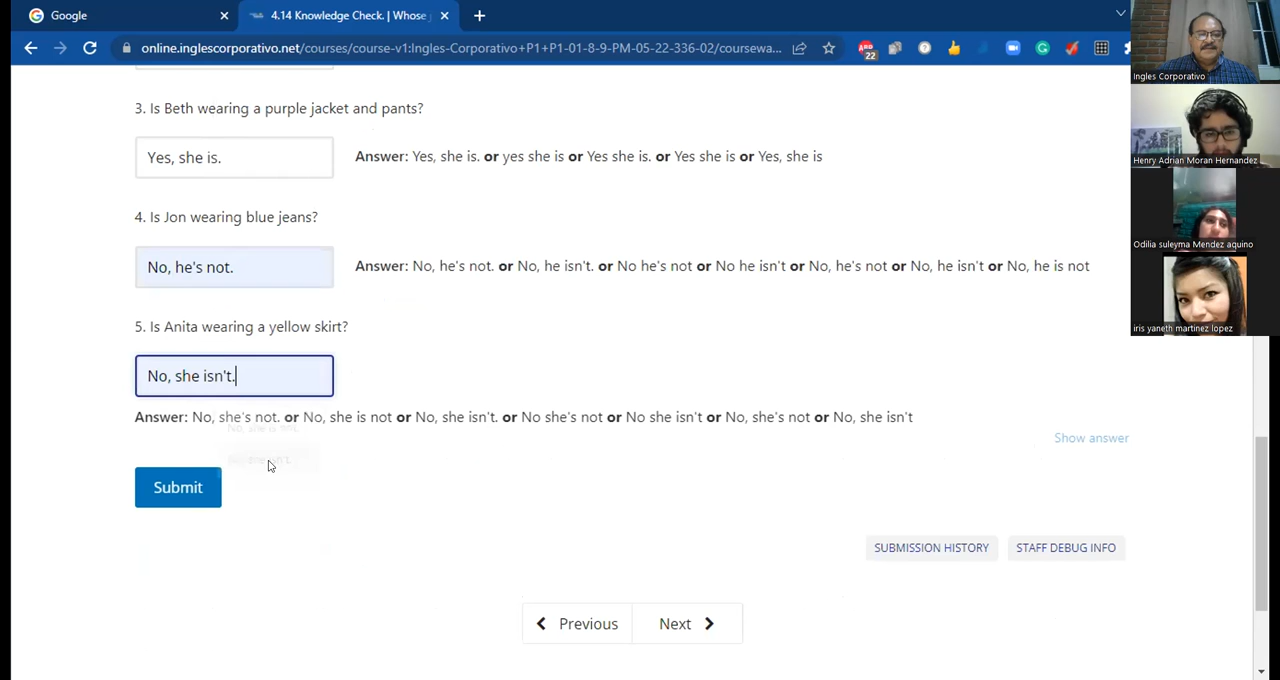 Google
4.14 Knowledge Check. | Whose
online.inglescorporativo.net/courses/course-v1:Ingles-Corporativo+P1+P1-01-8-9-PM-05-22-336-02/coursewa...
22
Ingles Corporativo
3. Is Beth wearing a purple jacket and pants?
Yes, she is.
Answer: Yes, she is. or yes she is or Yes she is. or Yes she is or Yes, she is
Henry Adrian Moran Hernandez
4. Is Jon wearing blue jeans?
Odilia suleyma Mendez aquino
No, he's not.
Answer: No, he's not. or No, he isn't. or No he's not or No he isn't or No, he's not or No, he isn't or No, he is not
5. Is Anita wearing a yellow skirt?
iris yaneth martinez lopez
No, she isn't.
Answer: No, she's not. or No, she is not or No, she isn't. or No she's not or No she isn't or No, she's not or No, she isn't
No, she is not.
Show answer
Submit
SUBMISSION HISTORY
STAFF DEBUG INFO
Previous
Next